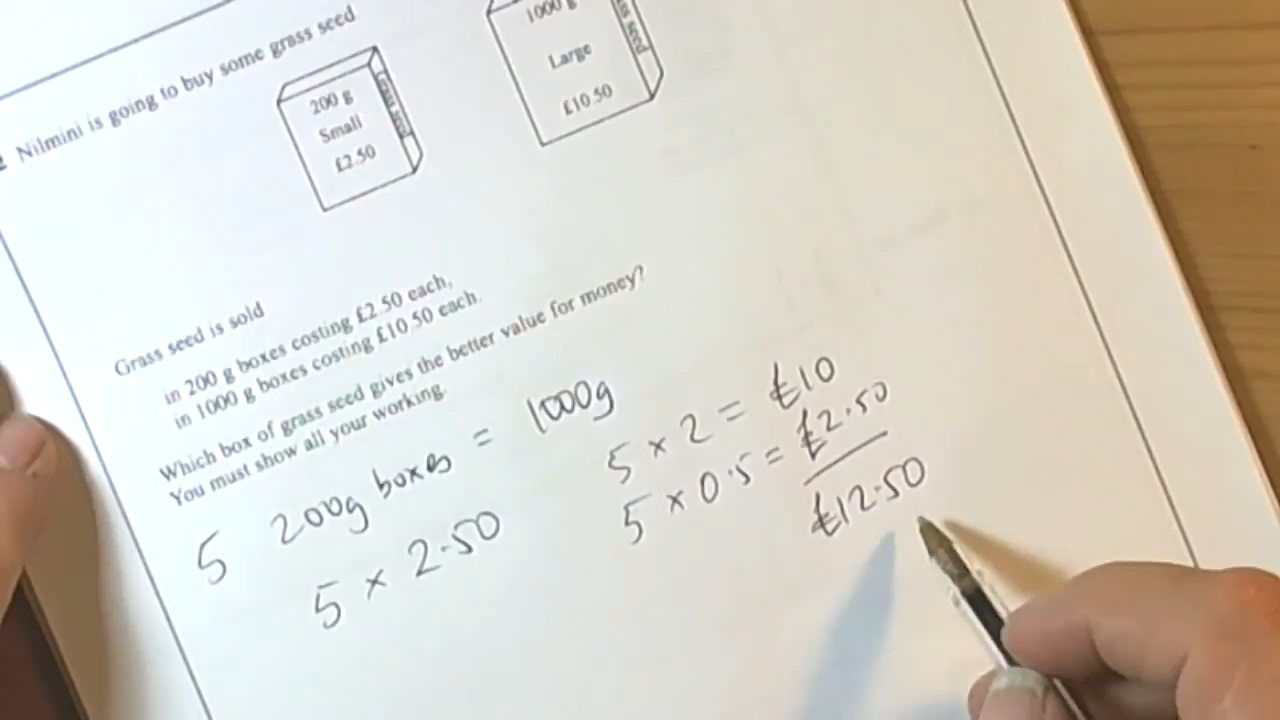 Nilmini is going to buy some grass seed
200 g
Small
£2.50
1000 g
Large
£10.50
Grass seed is sold
in 200 g boxes costing £2.50 each,
in 1000 g boxes costing £10.50 each.
Which box of grass seed gives the better value for money?
You must show all your working.
5 200g boxes = 1000g
5 × 2.50
5 × 2 = £10
5 × 0.5 = £2.50
£12.50